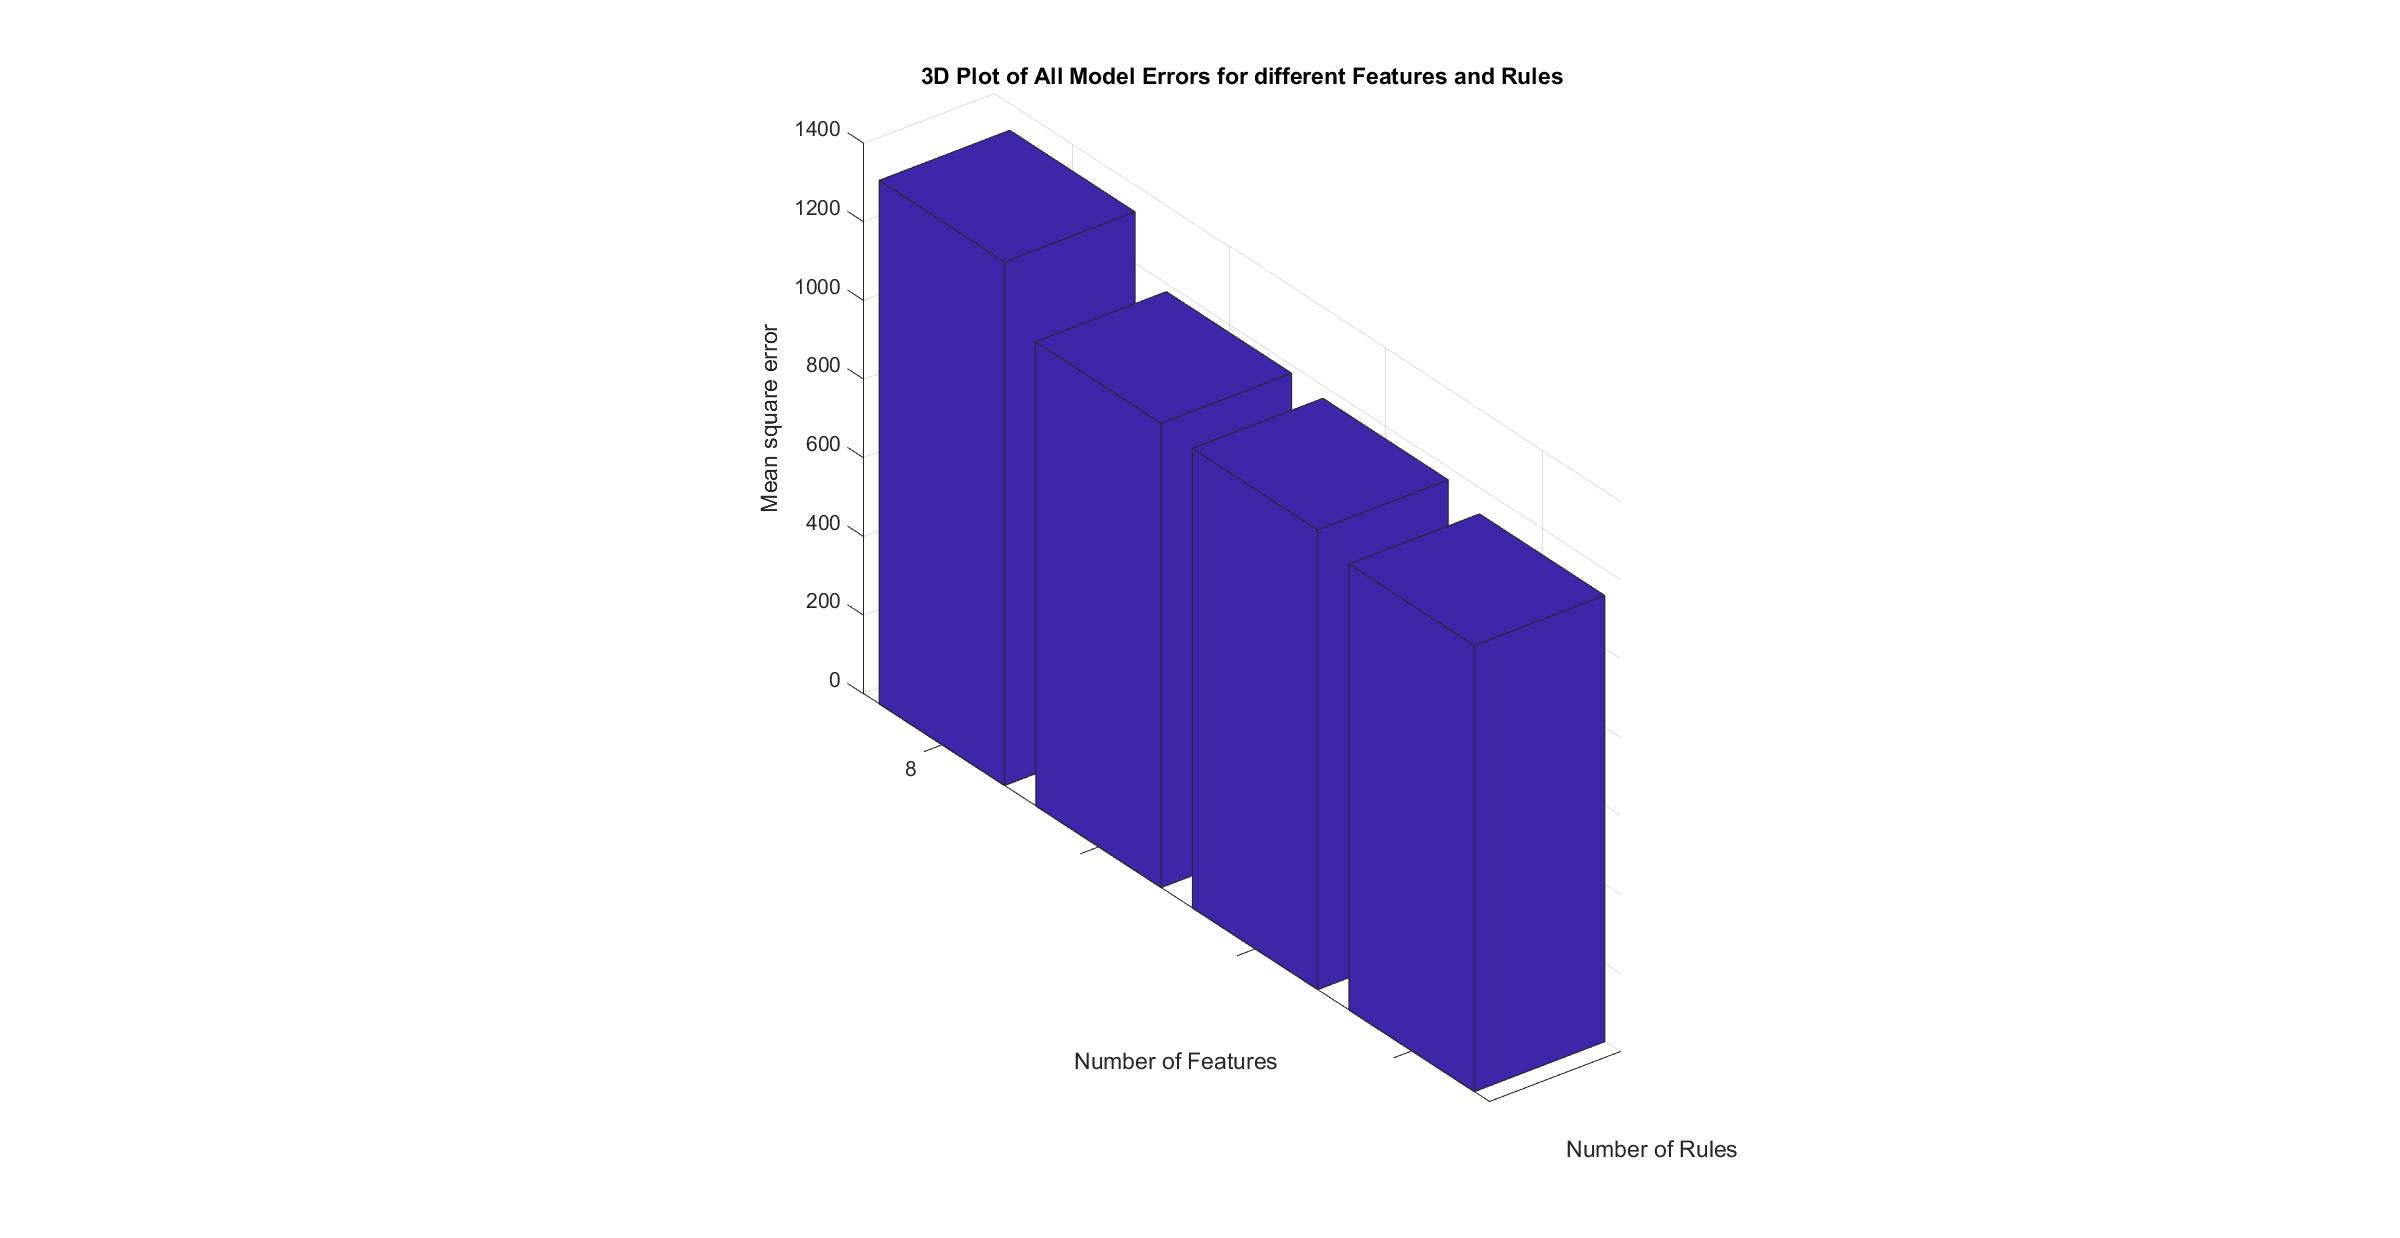 3D Plot of All Model Errors for different Features and Rules
1400
1200
1000
800
600
400
200
0
Mean square error
8
Number of Features
Number of Rules